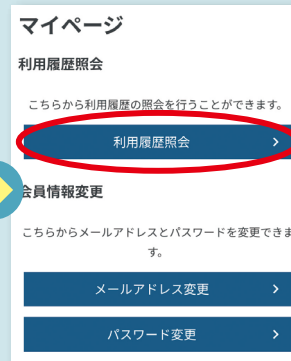 マイページ
利用履歴照会
こちらから利用履歴の照会を行うことができます。
利用履歴照会
会員情報変更
こちらからメールアドレスとパスワードを変更できま
す。
メールアドレス変更
パスワード変更